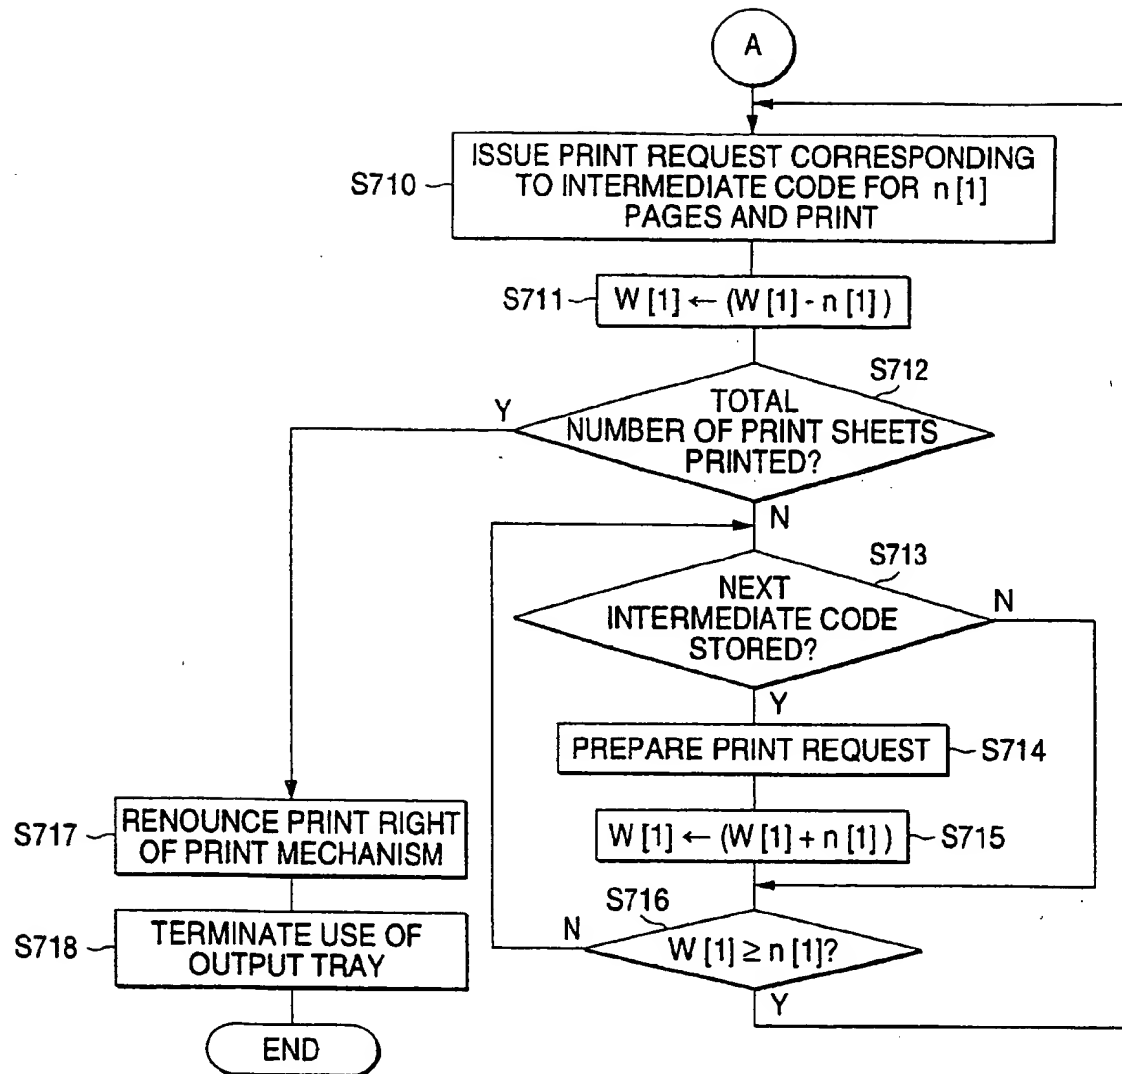 A
S710
ISSUE PRINT REQUEST CORRESPONDING
TO INTERMEDIATE CODE FOR n [1]
PAGES AND PRINT
S711
W [1] ← (W [1] - n [1] )
S712
Y
TOTAL
NUMBER OF PRINT SHEETS
PRINTED?
N
S713
NEXT
INTERMEDIATE CODE
STORED?
N
Y
PREPARE PRINT REQUEST
S714
W [1] ← (W [1] + n [1] )
S715
S716
N
W [1] ≥ n [1]?
Y
S717
RENOUNCE PRINT RIGHT
OF PRINT MECHANISM
S718
TERMINATE USE OF
OUTPUT TRAY
END